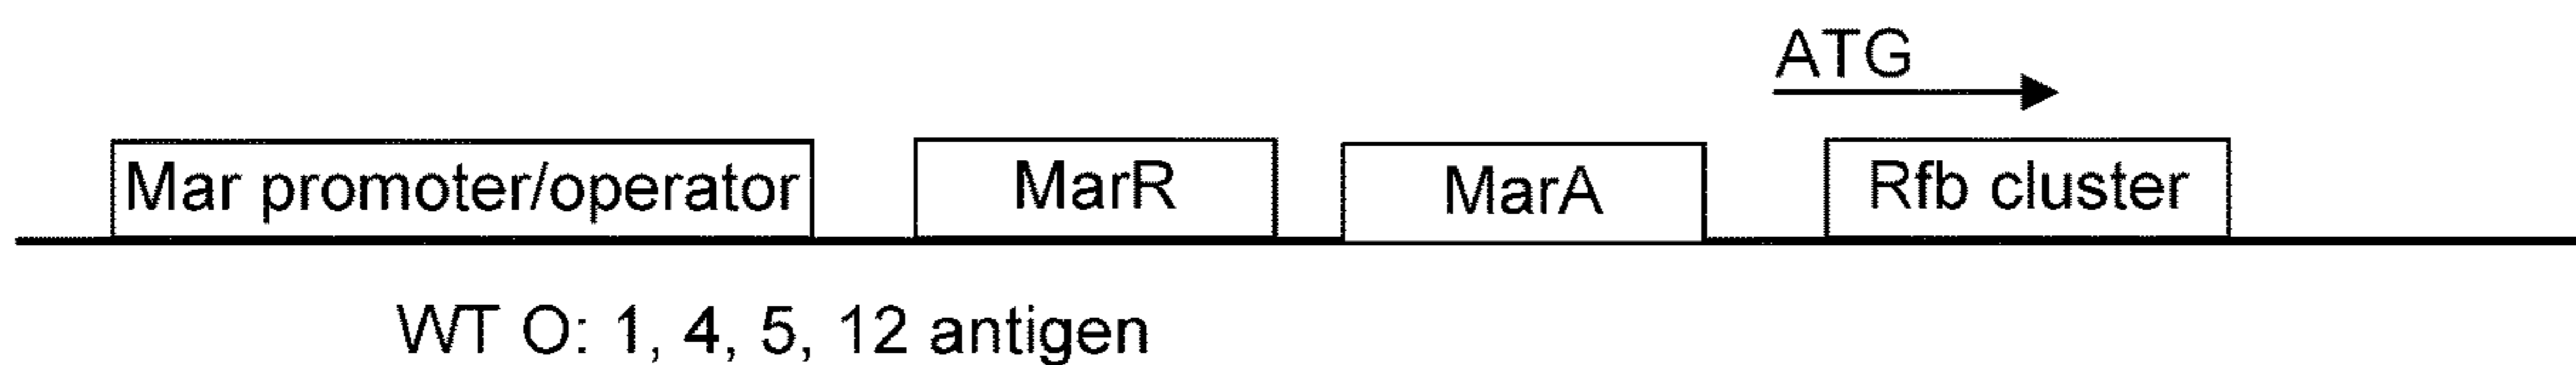 ATG
Mar promoter/operator MarR MarA Rfb cluster
WT O: 1, 4, 5, 12 antigen